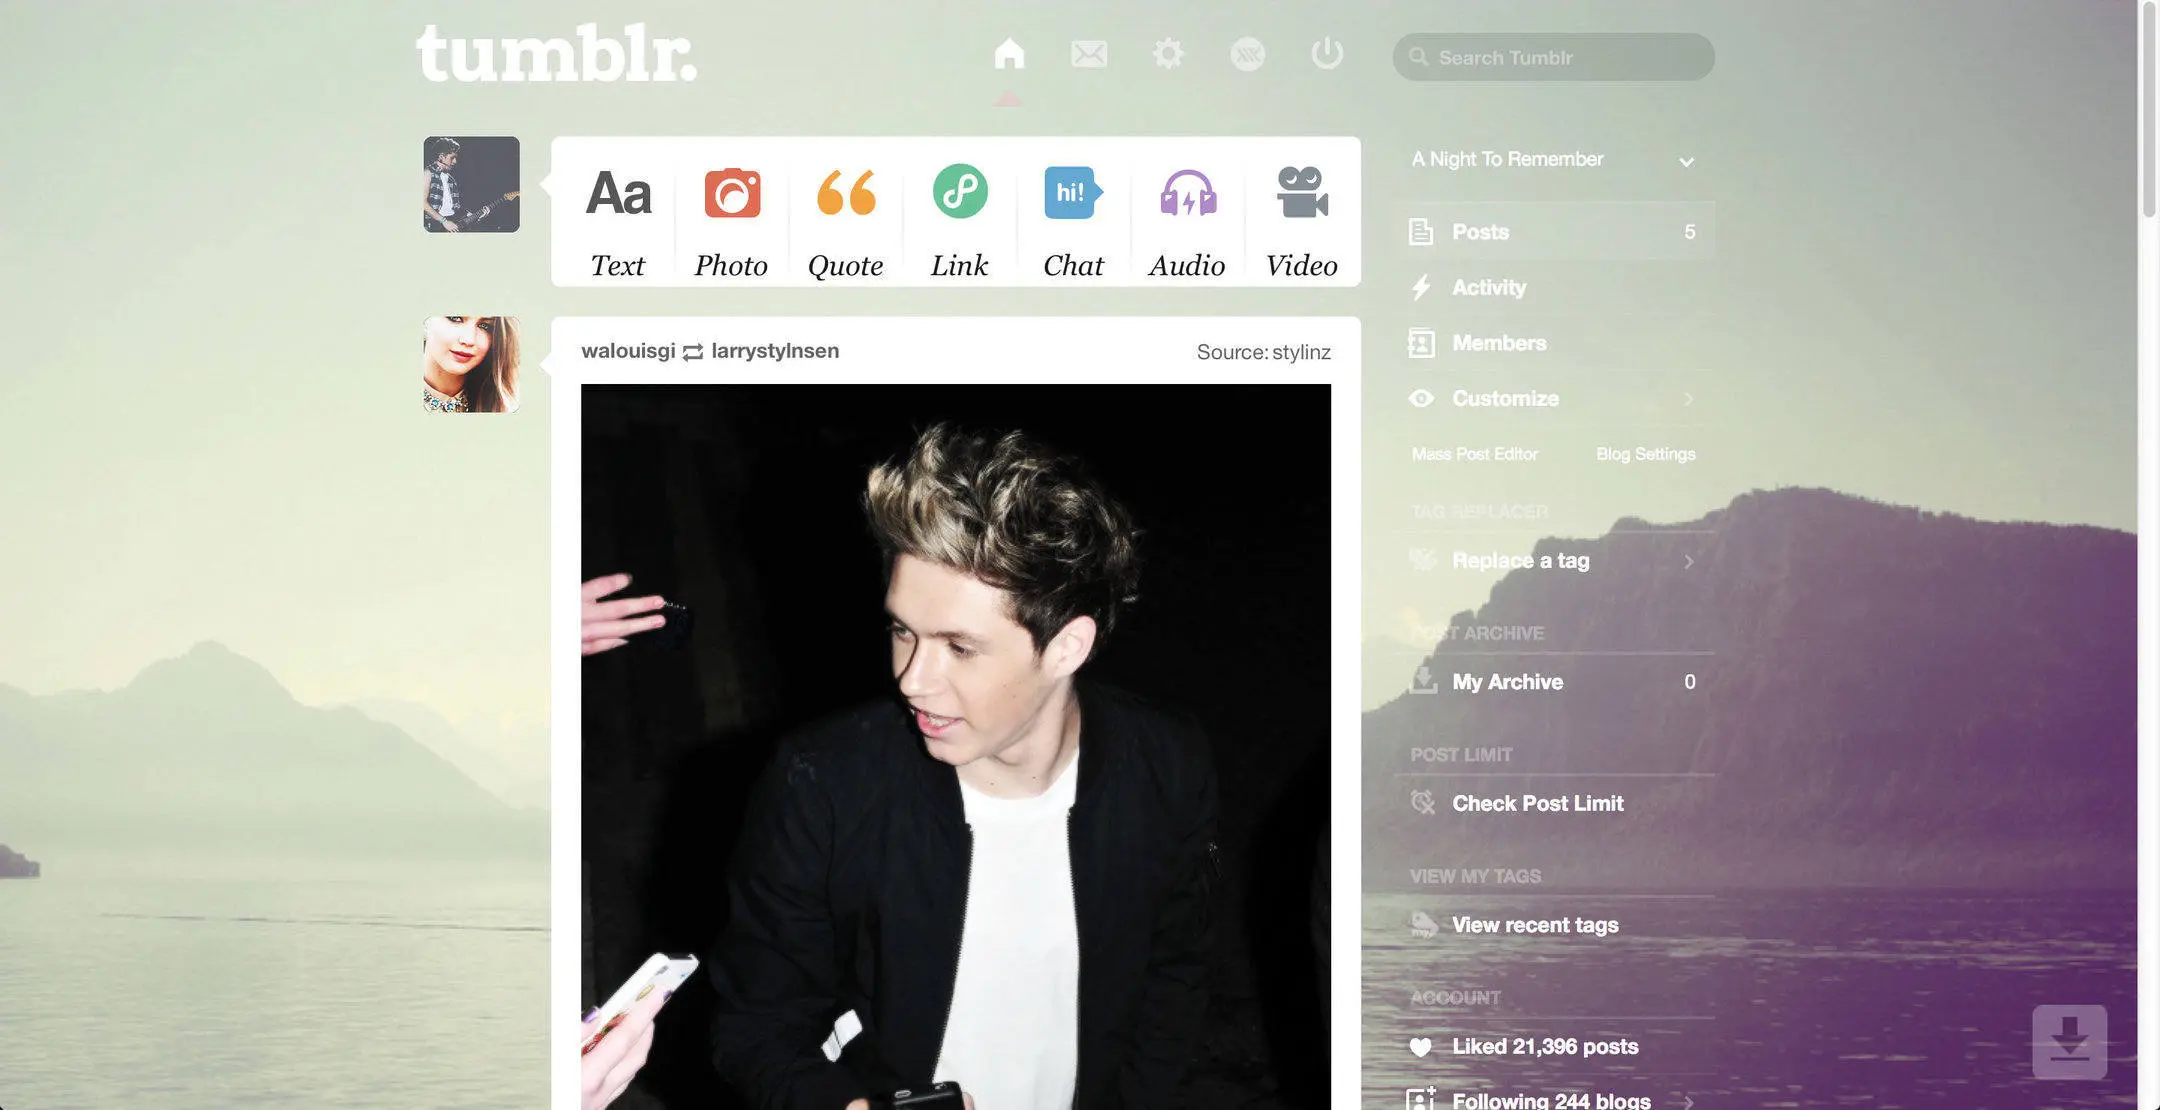 tumblr.
Search Tumblr
Aa
hi!
Text
Photo
Quote
Link
Chat
Audio
Video
walouisgi larrystylnsen
Source: stylinz
A Night To Remember
Posts 5
Activity
Members
Customize
Mass Post Editor Blog Settings
TAG REPLACER
Replace a tag
POST ARCHIVE
My Archive 0
POST LIMIT
Check Post Limit
VIEW MY TAGS
my
View recent tags
ACCOUNT
Liked 21,396 posts
Following 244 blogs